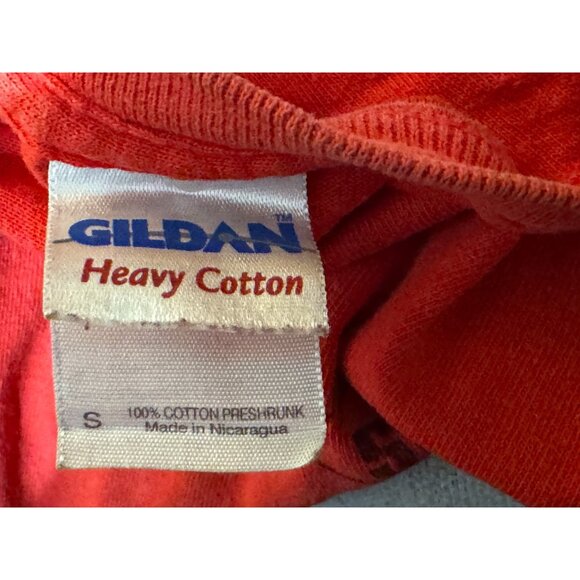 GILDAN™
Heavy Cotton
S 100% COTTON PRESHRUNK
Made in Nicaragua